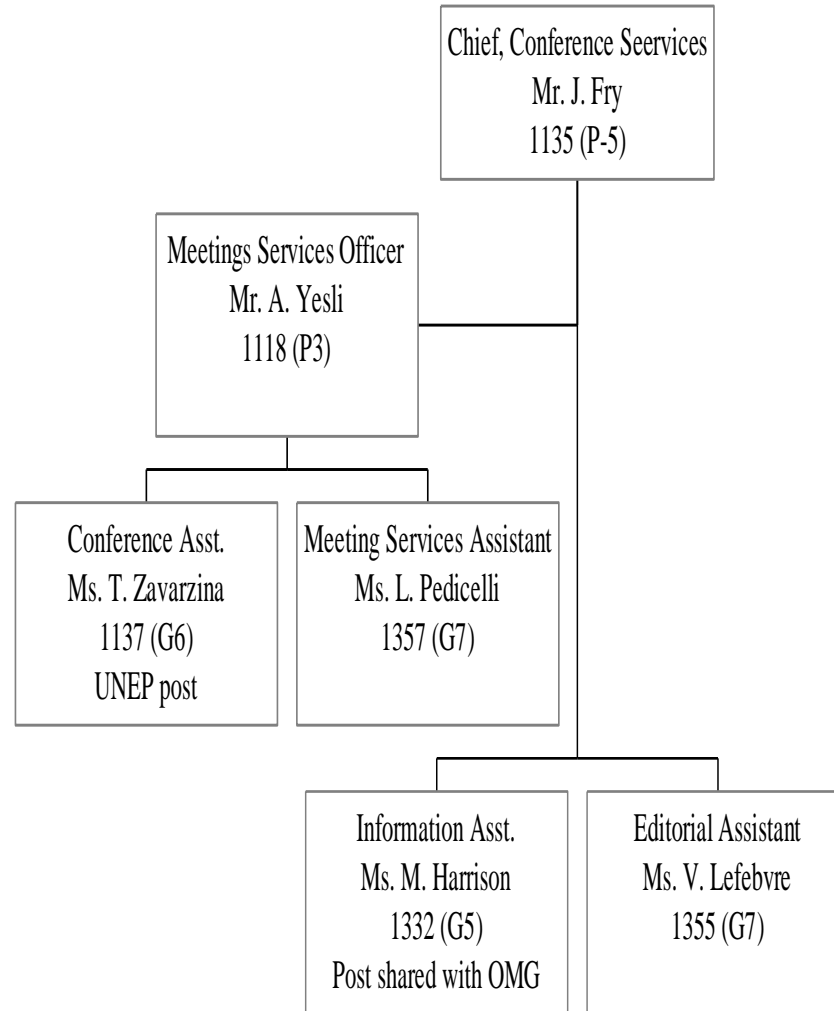 Chief, Conference Seervices
Mr. J. Fry
1135 (P-5)
Meetings Services Officer
Mr. A. Yesli
1118 (P3)
Conference Asst.
Ms. T. Zavarzina
1137 (G6)
UNEP post
Meeting Services Assistant
Ms. L. Pedicelli
1357 (G7)
Information Asst.
Ms. M. Harrison
1332 (G5)
Post shared with OMG
Editorial Assistant
Ms. V. Lefebvre
1355 (G7)